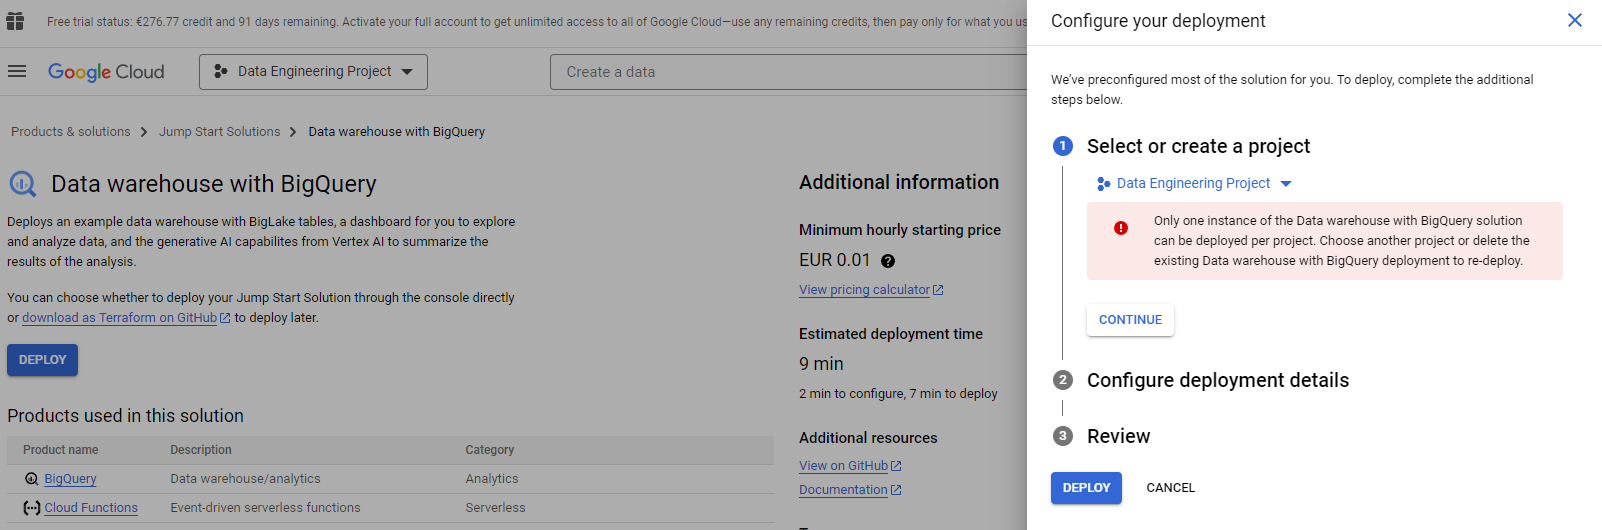 Free trial status: €276.77 credit and 91 days remaining. Activate your full account to get unlimited access to all of Google Cloud—use any remaining credits, then pay only for what you us
Google Cloud
Data Engineering Project
Create a data
Products & solutions
Jump Start Solutions
Data warehouse with BigQuery
Data warehouse with BigQuery
Deploys an example data warehouse with BigLake tables, a dashboard for you to explore
and analyze data, and the generative AI capabilites from Vertex AI to summarize the
results of the analysis.
You can choose whether to deploy your Jump Start Solution through the console directly
or download as Terraform on GitHub to deploy later.
DEPLOY
Products used in this solution
Product name Description Category
BigQuery Data warehouse/analytics Analytics
Cloud Functions Event-driven serverless functions Serverless
Additional information
Minimum hourly starting price
EUR 0.01
View pricing calculator
Estimated deployment time
9 min
2 min to configure, 7 min to deploy
Additional resources
View on GitHub
Documentation
Configure your deployment
We've preconfigured most of the solution for you. To deploy, complete the additional
steps below.
1 Select or create a project
Data Engineering Project
Only one instance of the Data warehouse with BigQuery solution
can be deployed per project. Choose another project or delete the
existing Data warehouse with BigQuery deployment to re-deploy.
CONTINUE
2 Configure deployment details
3 Review
DEPLOY CANCEL